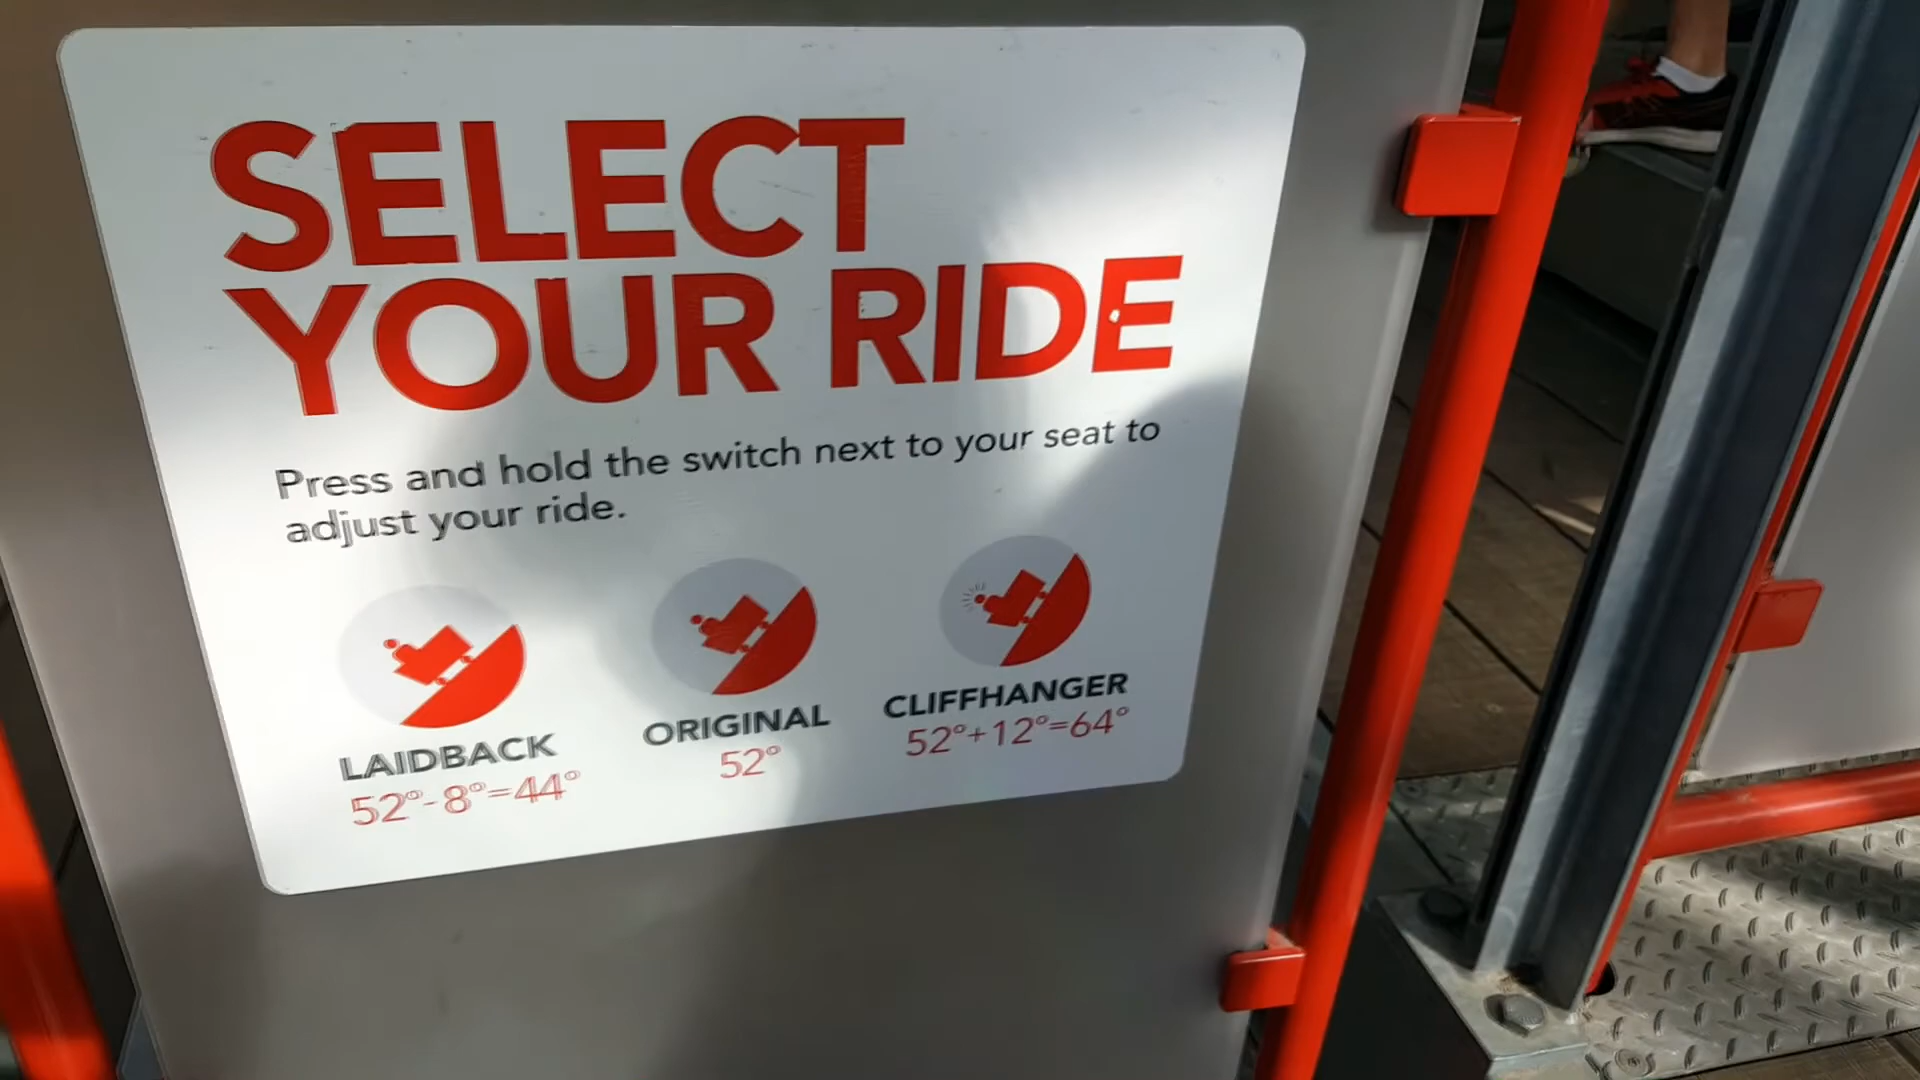 SELECT
YOUR RIDE
Press and hold the switch next to your seat to
adjust your ride.
LAIDBACK
52°-8°=44°
ORIGINAL
52°
CLIFFHANGER
52°+12°=64°